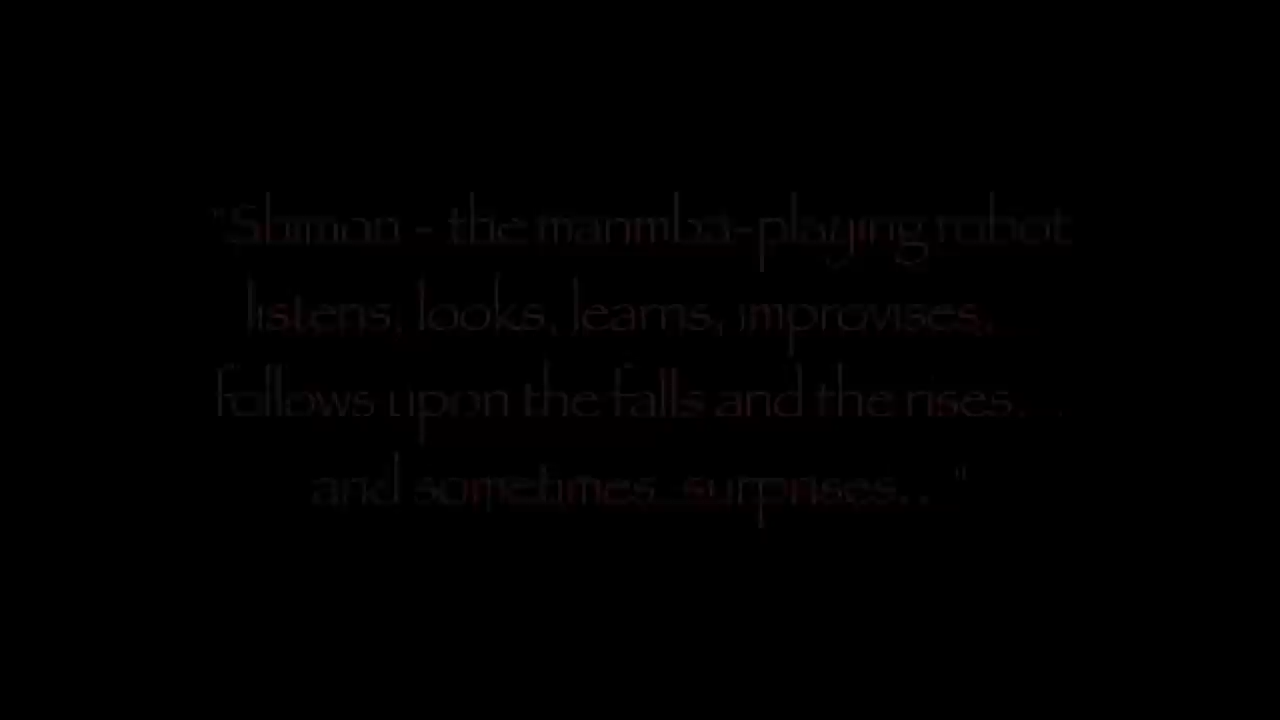 "Shimon - the marimba-playing robot
listens, looks, learns, improvises,...
follows upon the falls and the rises....
and sometimes...surprises..."